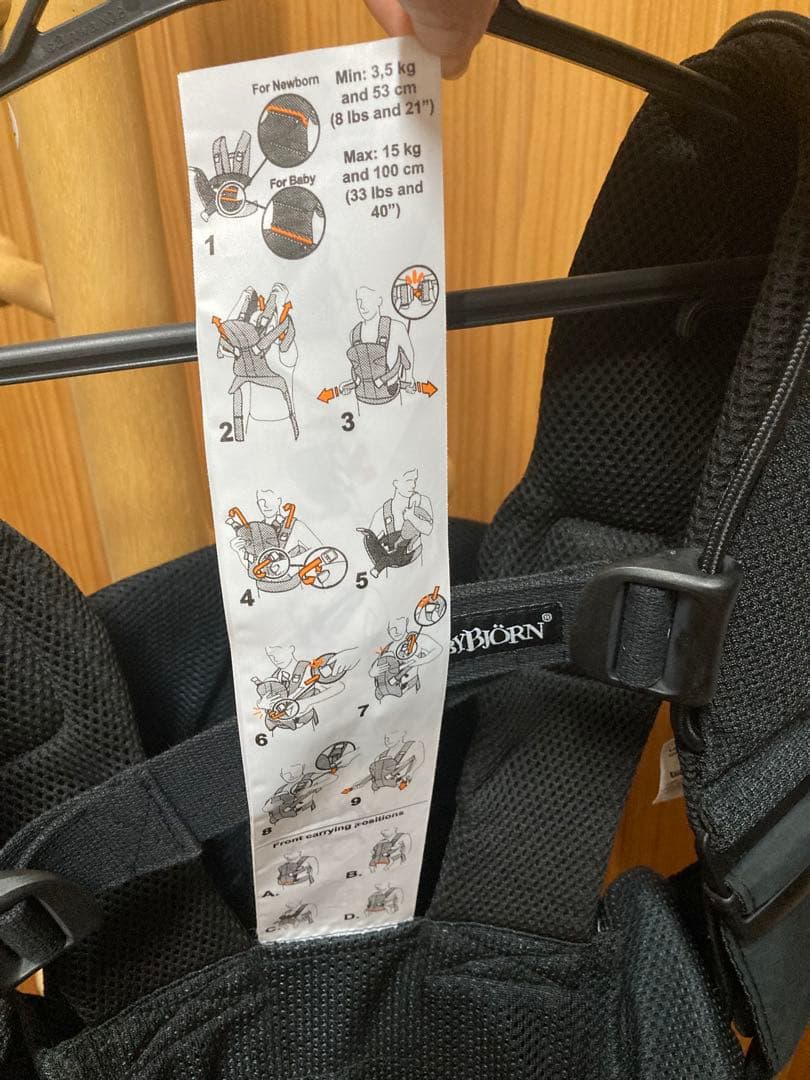 For Newborn
Min: 3,5 kg
and 53 cm
(8 lbs and 21")
For Baby
Max: 15 kg
and 100 cm
(33 lbs and
40")
1
2
3
4
5
6
7
8
9
Front carrying positions
A.
B.
C.
D.
BYBJÖRN®